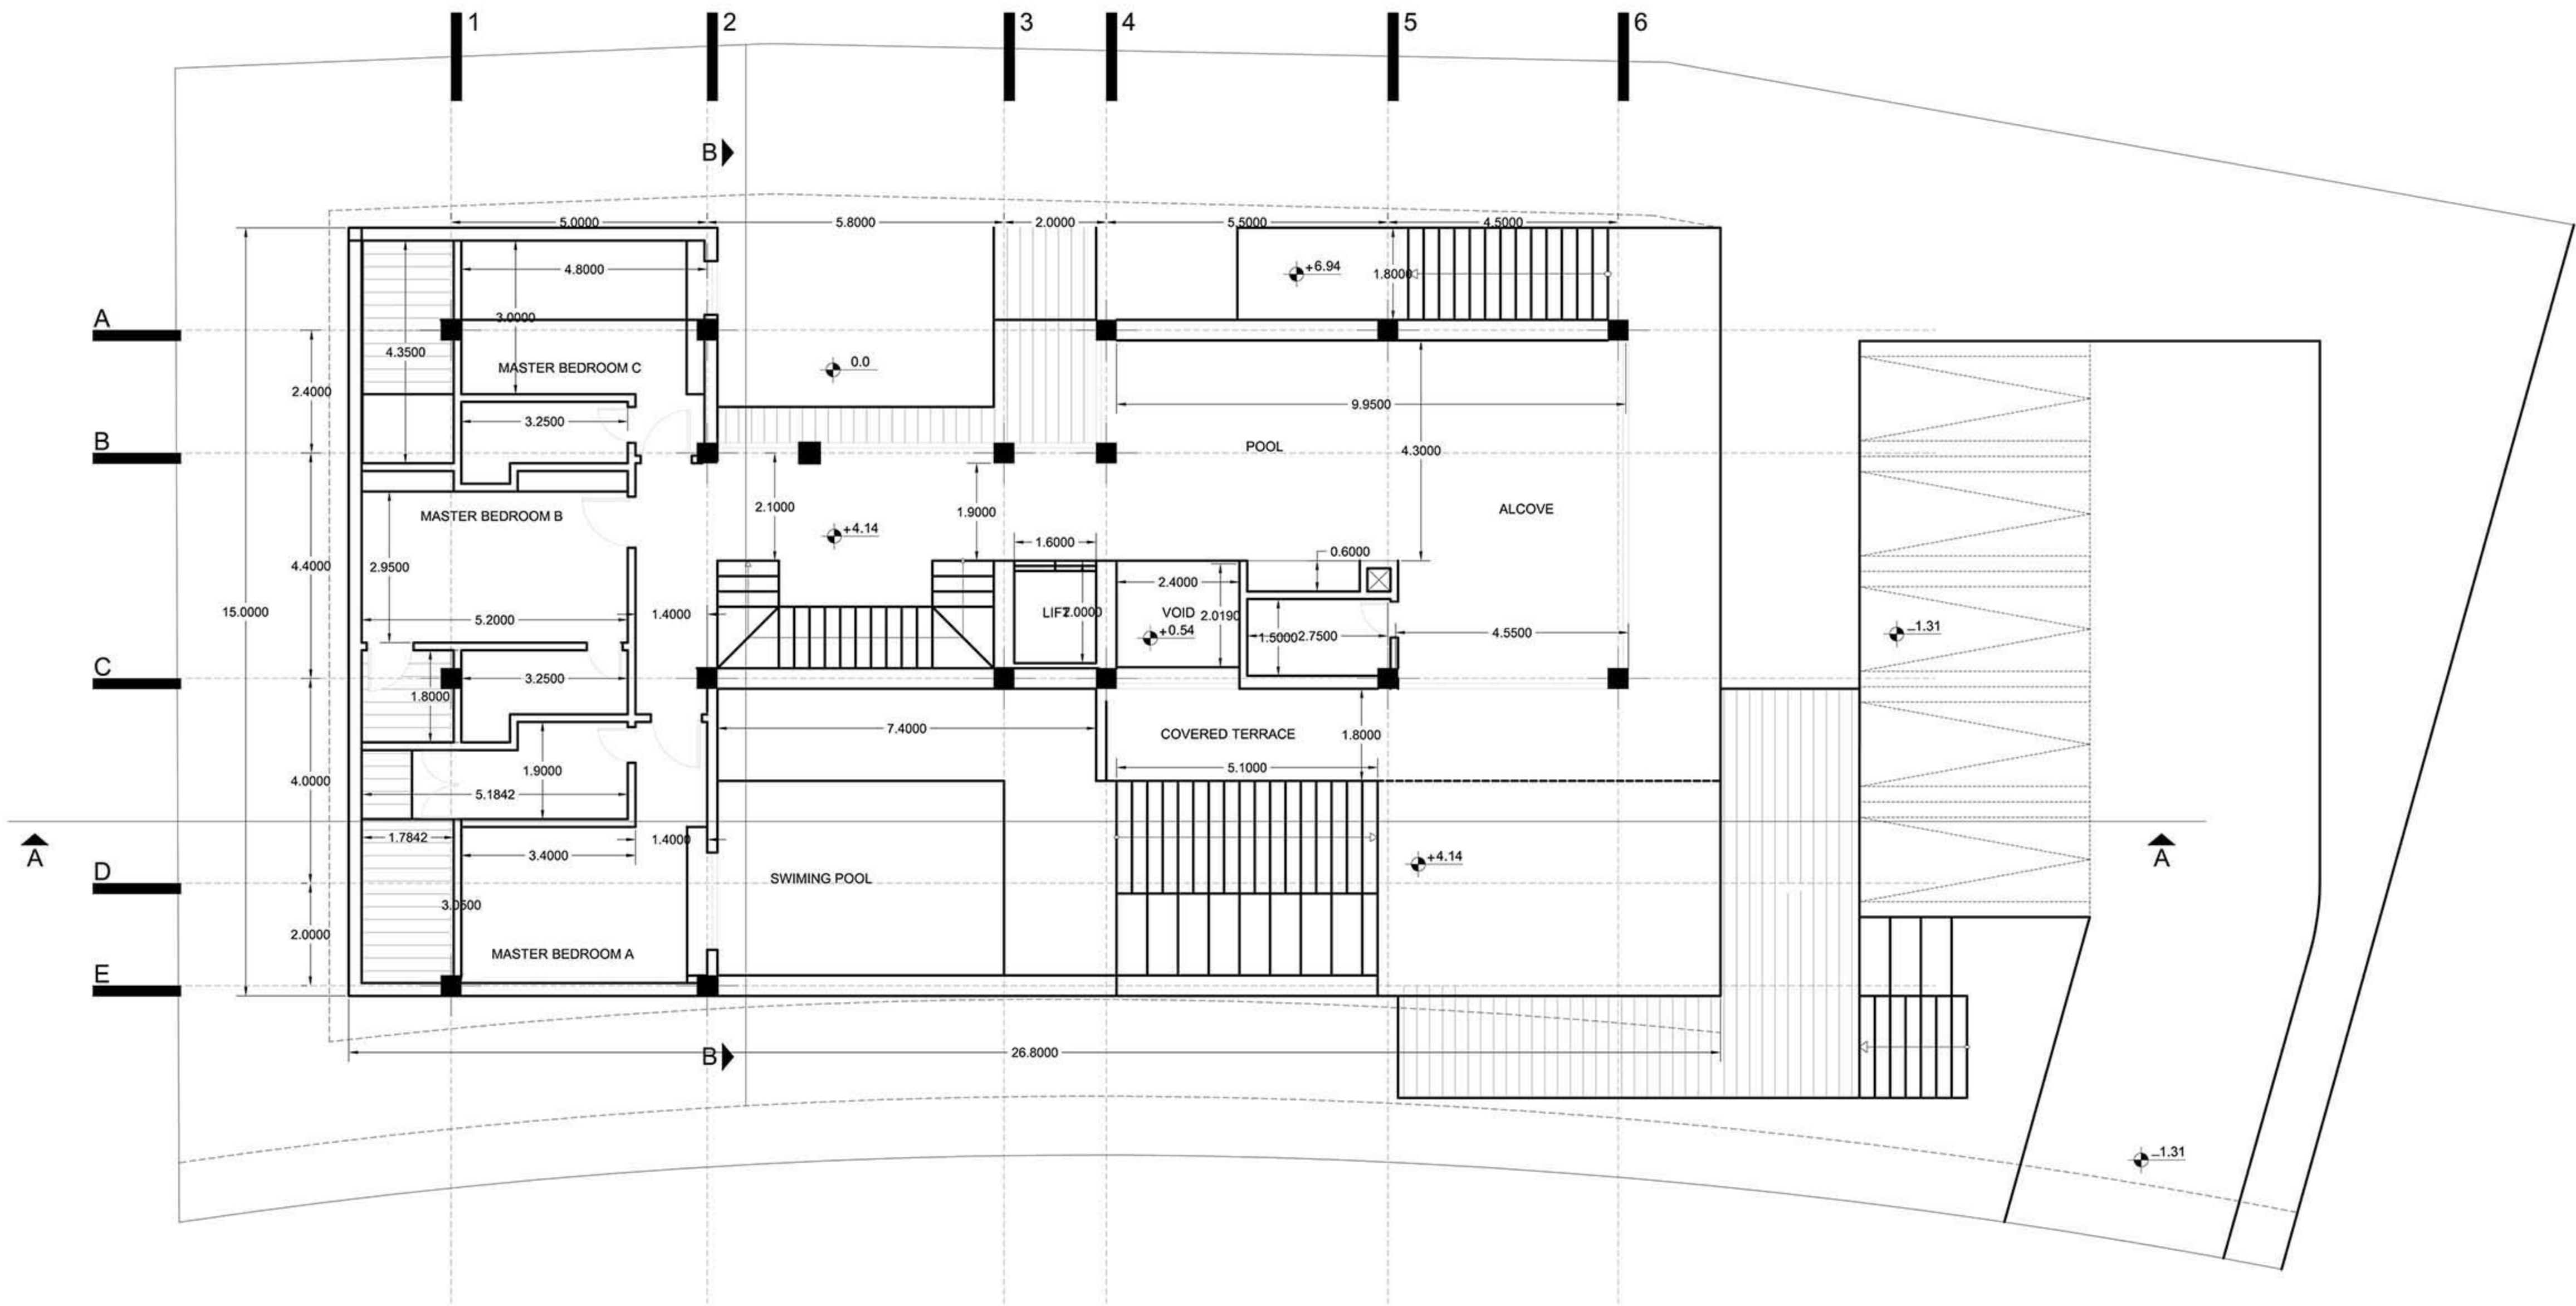 1 2 3 4 5 6
B
5.0000 5.8000 2.0000 5.5000 4.5000
4.8000 +6.94 1.8000
A
3.0000
4.3500 MASTER BEDROOM C 0.0
2.4000
3.2500 9.9500
B
POOL 4.3000
2.1000 1.9000
MASTER BEDROOM B ALCOVE
+4.14
1.6000 0.6000
4.4000 2.9500
2.4000
15.0000 5.2000 1.4000 LIFT 2.0000 VOID 2.0190
+0.54 1.5000 2.7500 4.5500 -1.31
C
1.8000 3.2500
7.4000 COVERED TERRACE 1.8000
1.9000 5.1000
4.0000 5.1842
1.7842 1.4000
A 3.4000 +4.14 A
D
SWIMING POOL
3.0500
2.0000
MASTER BEDROOM A
E
B 26.8000
-1.31